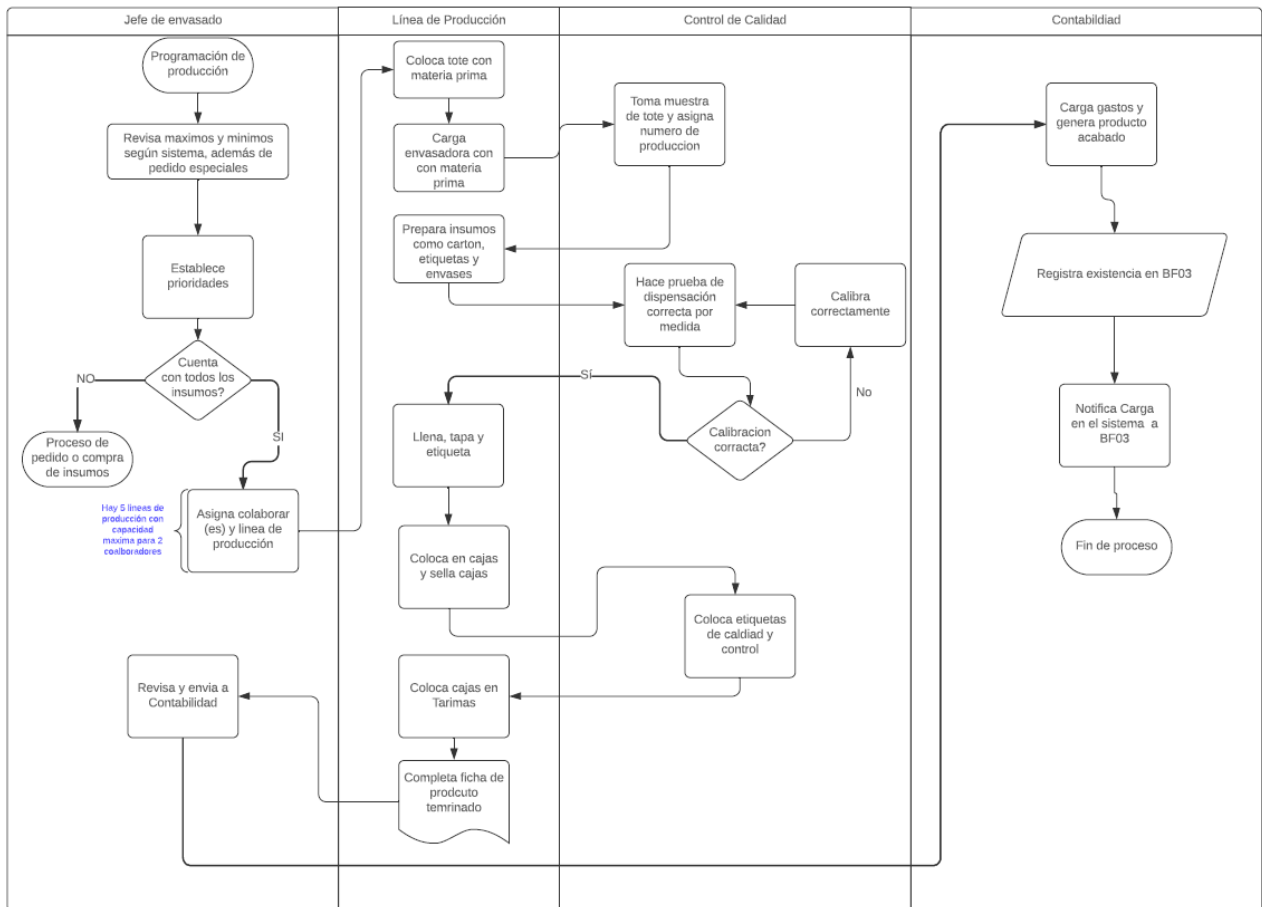 Jefe de envasado
Línea de Producción
Control de Calidad
Contabildiad
Programación de
producción
Revisa maximos y minimos
según sistema, además de
pedido especiales
Establece
prioridades
Cuenta
con todos los
insumos?
NO
SI
Proceso de
pedido o compra
de insumos
Hay 5 lineas de
producción con
capacidad
maxima para 2
coalboradores
Asigna colaborar
(es) y linea de
producción
Coloca tote con
materia prima
Carga
envasadora con
con materia
prima
Toma muestra
de tote y asigna
numero de
produccion
Prepara insumos
como carton,
etiquetas y
envases
Hace prueba de
dispensación
correcta por
medida
Calibra
correctamente
Calibracion
correcta?
No
Sí
Llena, tapa y
etiqueta
Coloca en cajas
y sella cajas
Coloca etiquetas
de caldiad y
control
Coloca cajas en
Tarimas
Completa ficha de
prodcuto
temrinado
Revisa y envia a
Contabilidad
Carga gastos y
genera producto
acabado
Registra existencia en BF03
Notifica Carga
en el sistema a
BF03
Fin de proceso